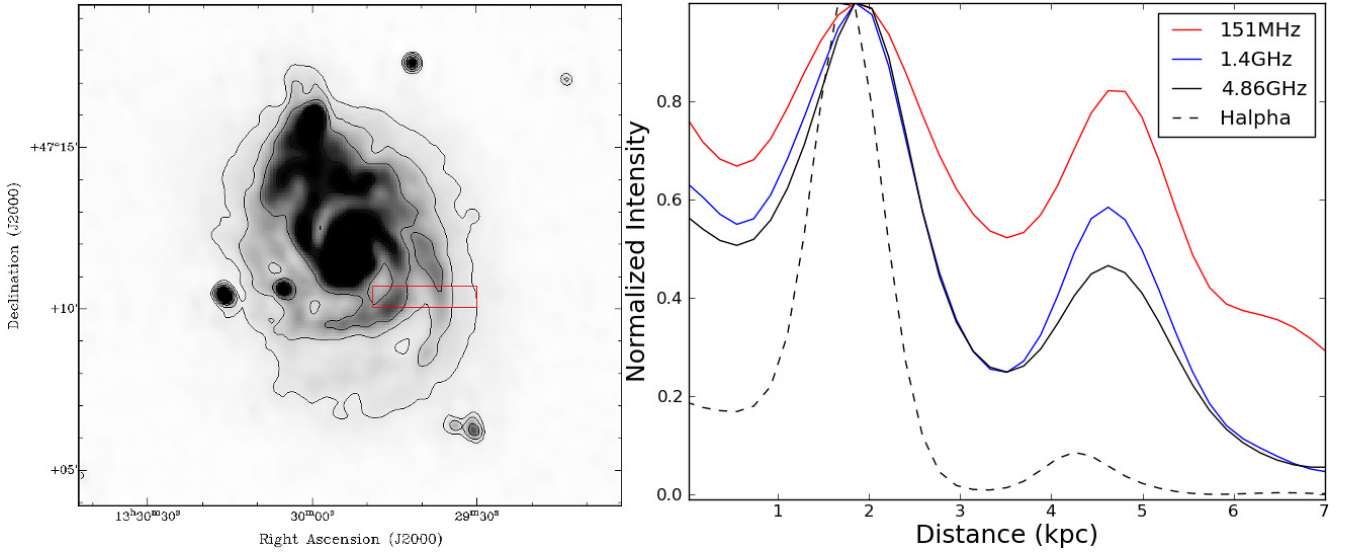 Declination (J2000)
+47°15'
+10'
+05'
13ʰ30ᵐ30ˢ
30ᵐ00ˢ
29ᵐ30ˢ
Right Ascension (J2000)
Normalized Intensity
0.8
0.6
0.4
0.2
0.0
1
2
3
4
5
6
7
Distance (kpc)
151MHz
1.4GHz
4.86GHz
Halpha